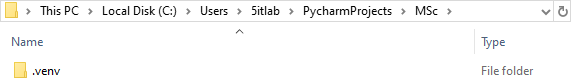 This PC > Local Disk (C:) > Users > 5itlab > PycharmProjects > MSc >
Name Type
.venv File folder